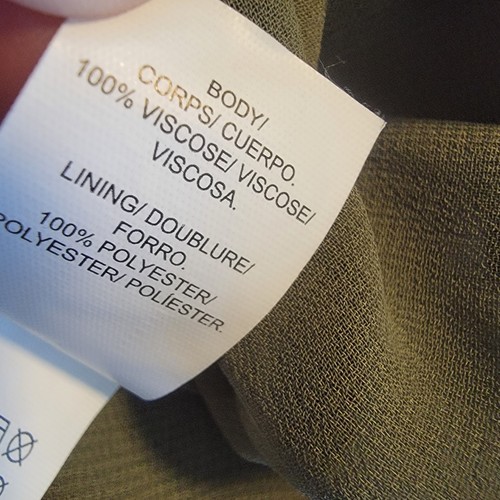 BODY/
CORPS/ CUERPO.
100% VISCOSE/ VISCOSE/
VISCOSA.
LINING/ DOUBLURE/
FORRO.
100% POLYESTER/
POLYESTER/ POLIÉSTER.